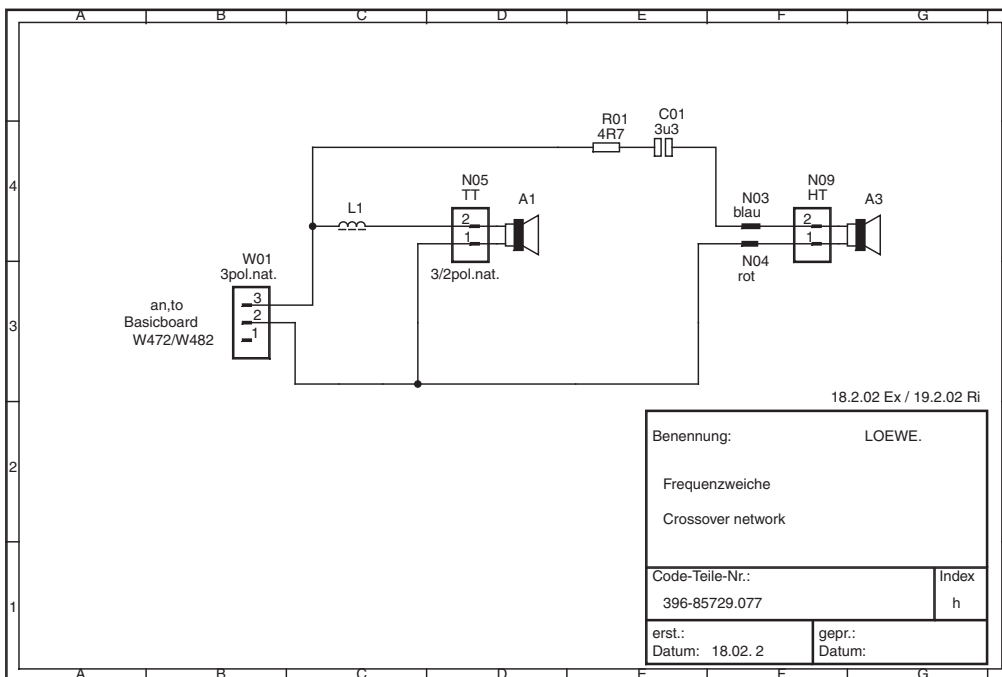 A B C D E F G
R01
4R7
C01
3u3
4
N05
TT
A1
N03
blau
N09
HT
A3
L1
2
1
2
1
W01
3pol.nat.
3/2pol.nat.
N04
rot
3
an,to
Basicboard
W472/W482
3
2
1
18.2.02 Ex / 19.2.02 Ri
Benennung: LOEWE.
2
Frequenzweiche
Crossover network
Code-Teile-Nr.: Index
1
396-85729.077 h
erst.: gepr.:
Datum: 18.02. 2 Datum:
A B C D E F G